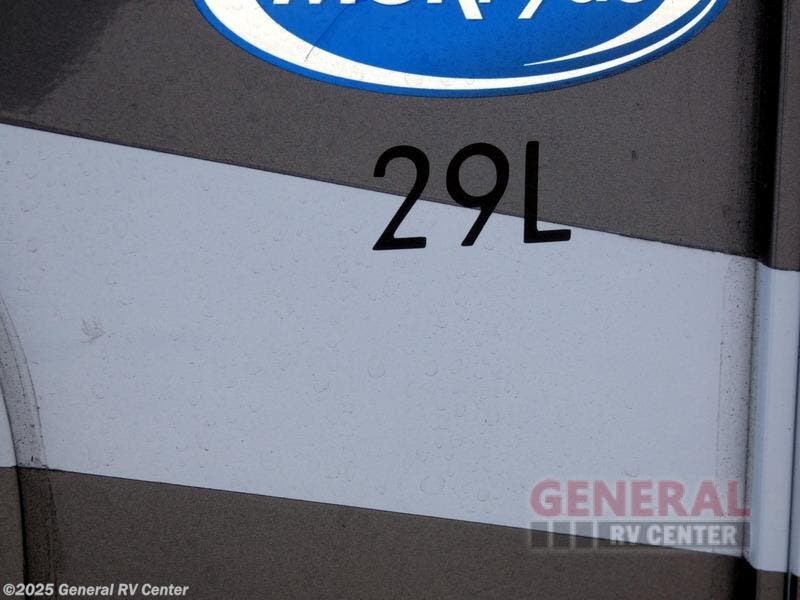 29L
GENERAL
RV CENTER
©2025 General RV Center